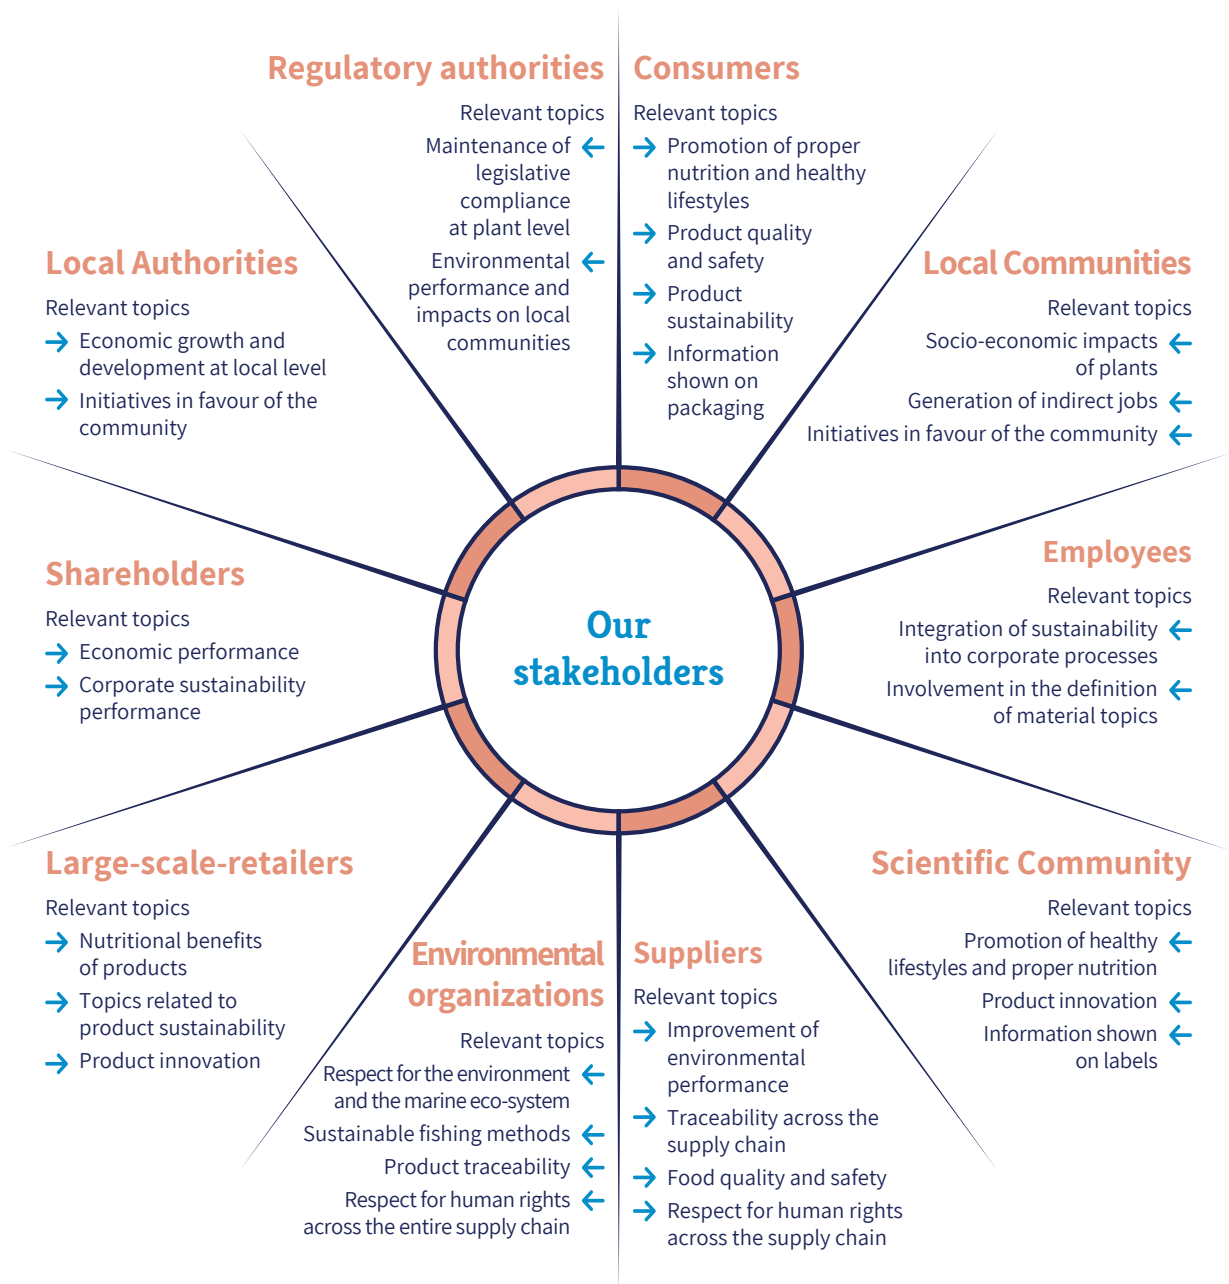 Regulatory authorities
Relevant topics
Maintenance of
legislative
compliance
at plant level
Environmental
performance and
impacts on local
communities
Consumers
Relevant topics
Promotion of proper
nutrition and healthy
lifestyles
Product quality
and safety
Product
sustainability
Information
shown on
packaging
Local Authorities
Relevant topics
Economic growth and
development at local level
Initiatives in favour of the
community
Local Communities
Relevant topics
Socio-economic impacts
of plants
Generation of indirect jobs
Initiatives in favour of the community
Shareholders
Relevant topics
Economic performance
Corporate sustainability
performance
Our
stakeholders
Employees
Relevant topics
Integration of sustainability
into corporate processes
Involvement in the definition
of material topics
Large-scale-retailers
Relevant topics
Nutritional benefits
of products
Topics related to
product sustainability
Product innovation
Environmental
organizations
Relevant topics
Respect for the environment
and the marine eco-system
Sustainable fishing methods
Product traceability
Respect for human rights
across the entire supply chain
Suppliers
Relevant topics
Improvement of
environmental
performance
Traceability across the
supply chain
Food quality and safety
Respect for human rights
across the supply chain
Scientific Community
Relevant topics
Promotion of healthy
lifestyles and proper nutrition
Product innovation
Information shown
on labels